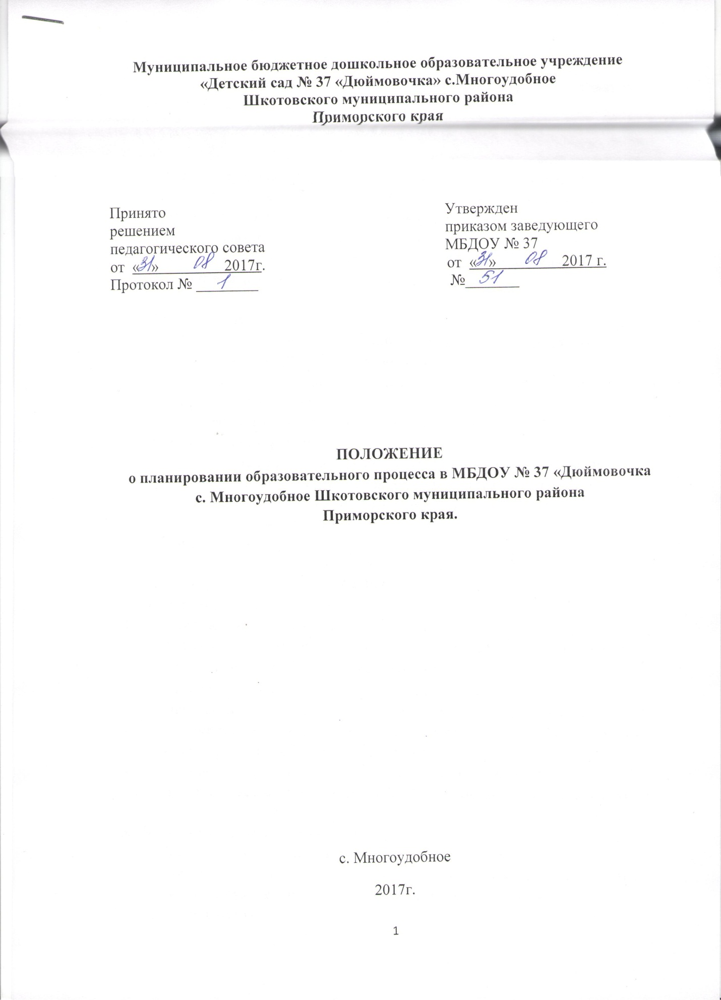 Муниципальное бюджетное дошкольное образовательное учреждение
«Детский сад № 37 «Дюймовочка» с.Многоудобное
Шкотовского муниципального района
Приморского края
Принято
решением
педагогического совета
от «31» 08 2017г.
Протокол № 1
Утвержден
приказом заведующего
МБДОУ № 37
от «31» 08 2017 г.
№ 51
ПОЛОЖЕНИЕ
о планировании образовательного процесса в МБДОУ № 37 «Дюймовочка
с. Многоудобное Шкотовского муниципального района
Приморского края.
с. Многоудобное
2017г.
1